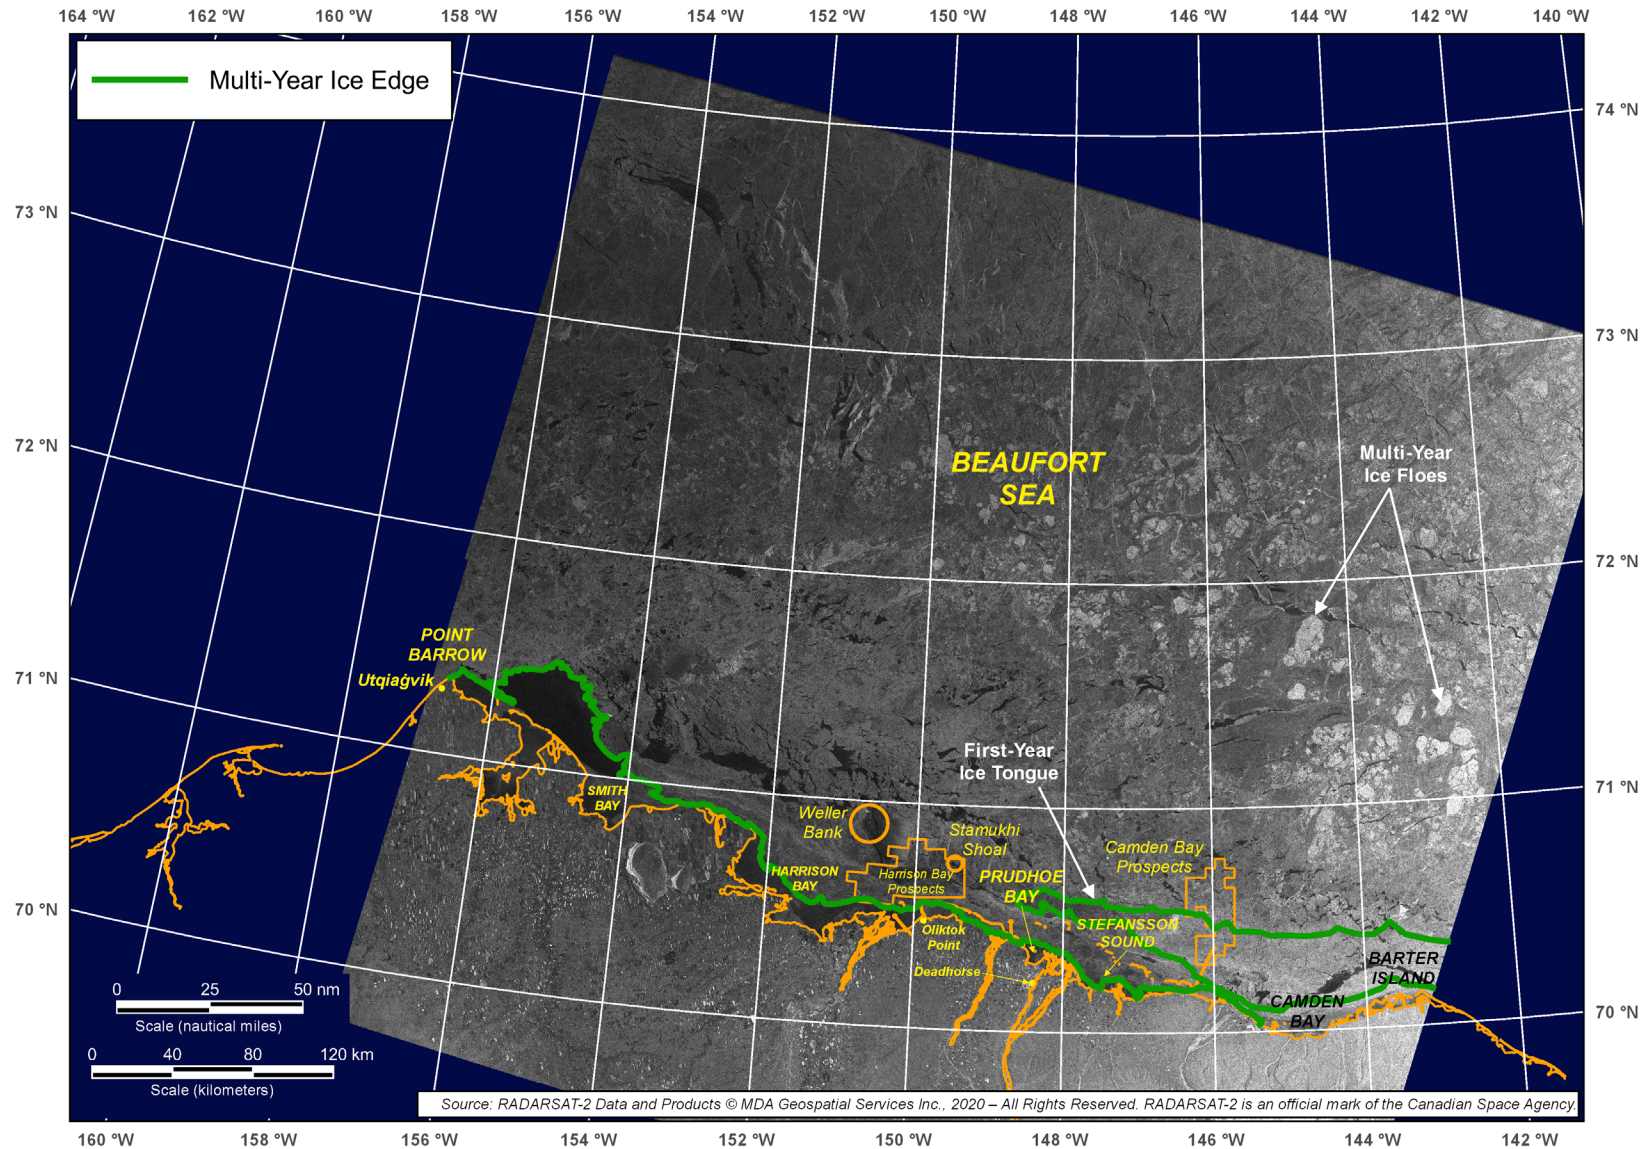 164 °W 162 °W 160 °W 158 °W 156 °W 154 °W 152 °W 150 °W 148 °W 146 °W 144 °W 142 °W 140 °W
Multi-Year Ice Edge
74 °N
73 °N
73 °N
72 °N
Multi-Year
Ice Floes
BEAUFORT
SEA
72 °N
POINT
BARROW
Utqiaġvik
71 °N
First-Year
Ice Tongue
71 °N
SMITH
BAY
Weller
Bank
Stamukhi
Shoal
Camden Bay
Prospects
HARRISON
BAY
Harrison Bay
Prospects
PRUDHOE
BAY
70 °N
Oliktok
Point
STEFANSSON
SOUND
Deadhorse
BARTER
ISLAND
CAMDEN
BAY
70 °N
0 25 50 nm
Scale (nautical miles)
0 40 80 120 km
Scale (kilometers)
Source: RADARSAT-2 Data and Products © MDA Geospatial Services Inc., 2020 – All Rights Reserved. RADARSAT-2 is an official mark of the Canadian Space Agency.
160 °W 158 °W 156 °W 154 °W 152 °W 150 °W 148 °W 146 °W 144 °W 142 °W